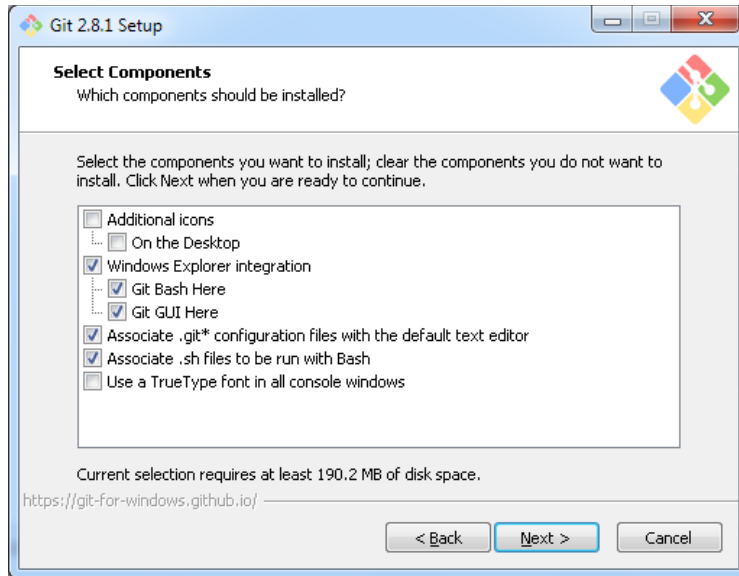 Git 2.8.1 Setup
Select Components
Which components should be installed?
Select the components you want to install; clear the components you do not want to
install. Click Next when you are ready to continue.
Additional icons
On the Desktop
Windows Explorer integration
Git Bash Here
Git GUI Here
Associate .git* configuration files with the default text editor
Associate .sh files to be run with Bash
Use a TrueType font in all console windows
Current selection requires at least 190.2 MB of disk space.
https://git-for-windows.github.io/
< Back Next > Cancel